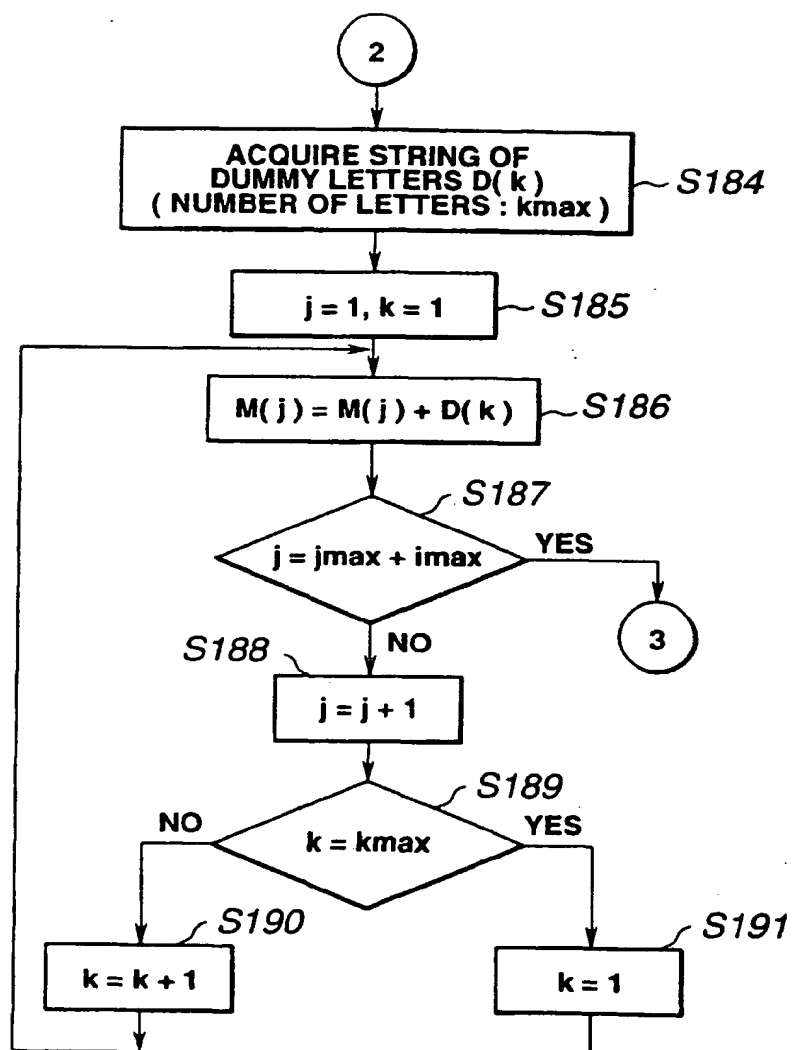 2
ACQUIRE STRING OF
DUMMY LETTERS D( k )
( NUMBER OF LETTERS : kmax )
S184
j = 1, k = 1
S185
M( j ) = M( j ) + D( k )
S186
S187
j = jmax + imax
YES
3
NO
S188
j = j + 1
S189
NO
k = kmax
YES
S190
k = k + 1
S191
k = 1